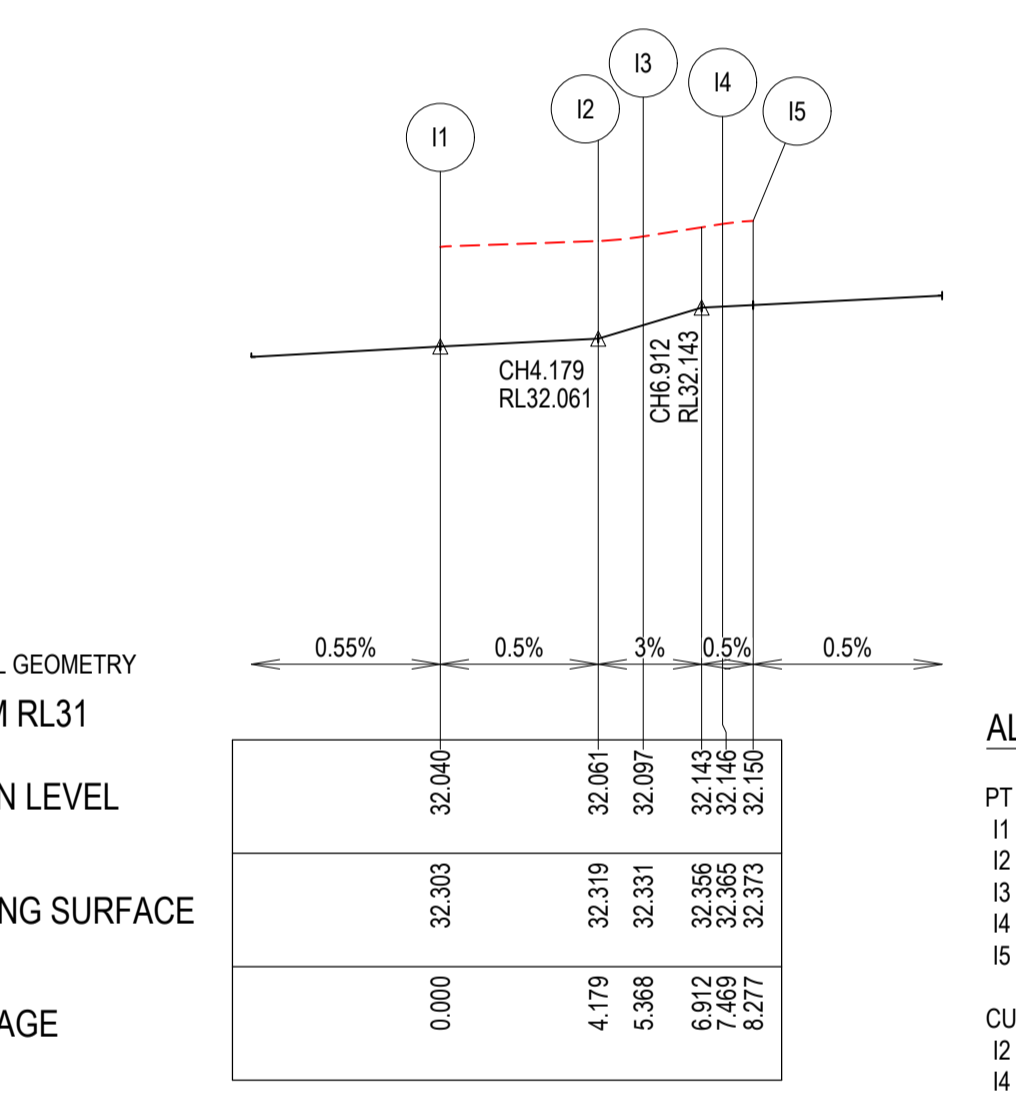 I3
I4
I2
I5
I1
CH4.179
RL32.061
CH6.912
RL32.143
0.55%
0.5%
3%
0.5%
0.5%
L GEOMETRY
M RL31
N LEVEL
32.040
32.061
32.097
32.143
32.146
32.150
NG SURFACE
32.303
32.319
32.331
32.356
32.365
32.373
AGE
0.000
4.179
5.368
6.912
7.469
8.277
AL
PT
I1
I2
I3
I4
I5
CU
I2
I4